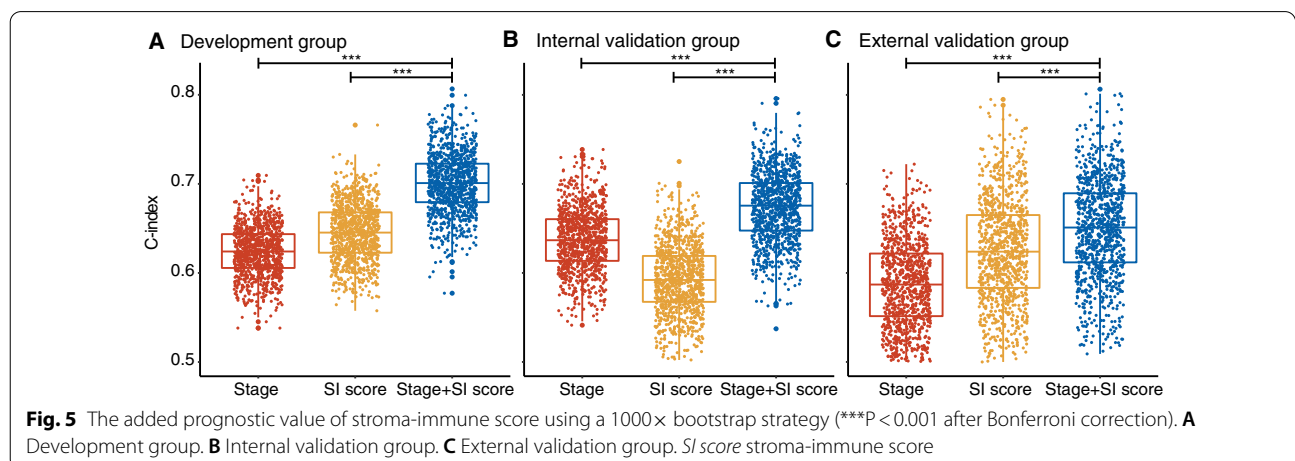 A Development group
B Internal validation group
C External validation group
*** *** ***
*** *** ***
C-index
0.8
0.7
0.6
0.5
Stage SI score Stage+SI score
Stage SI score Stage+SI score
Stage SI score Stage+SI score
Fig. 5 The added prognostic value of stroma-immune score using a 1000× bootstrap strategy (***P < 0.001 after Bonferroni correction). A
Development group. B Internal validation group. C External validation group. SI score stroma-immune score